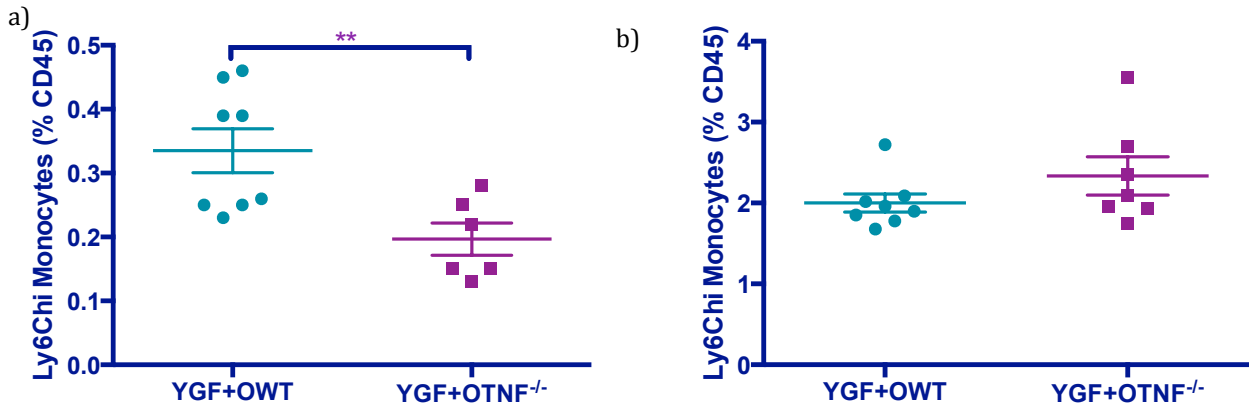 a)
**
Ly6Chi Monocytes (% CD45)
0.5
0.4
0.3
0.2
0.1
0.0
YGF+OWT
YGF+OTNF-/-
b)
Ly6Chi Monocytes (% CD45)
4
3
2
1
0
YGF+OWT
YGF+OTNF-/-